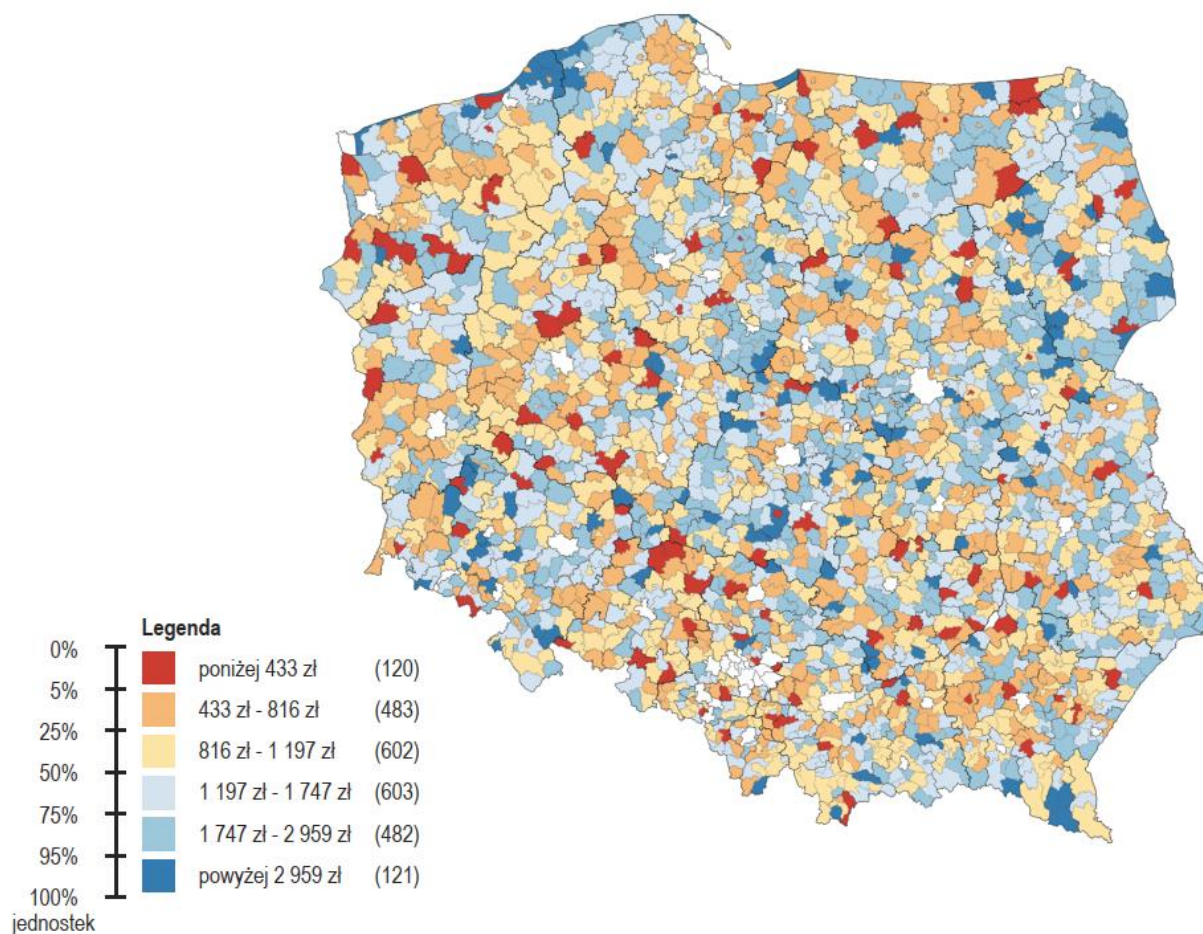 Legenda
0%
poniżej 433 zł (120)
5%
433 zł - 816 zł (483)
25%
816 zł - 1 197 zł (602)
50%
1 197 zł - 1 747 zł (603)
75%
1 747 zł - 2 959 zł (482)
95%
powyżej 2 959 zł (121)
100%
jednostek